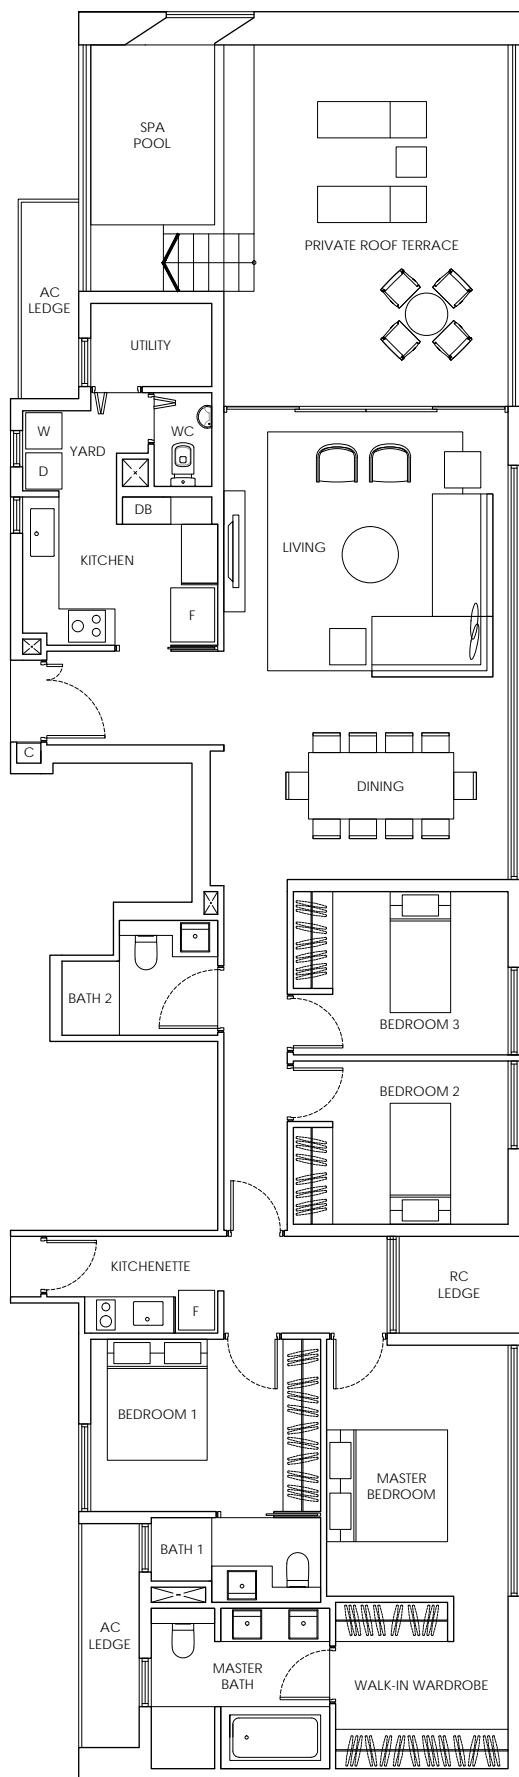 SPA
POOL
PRIVATE ROOF TERRACE
AC
LEDGE
UTILITY
W
YARD
WC
D
DB
LIVING
KITCHEN
F
C
DINING
BATH 2
BEDROOM 3
BEDROOM 2
KITCHENETTE
RC
LEDGE
F
BEDROOM 1
MASTER
BEDROOM
BATH 1
AC
LEDGE
MASTER
BATH
WALK-IN WARDROBE